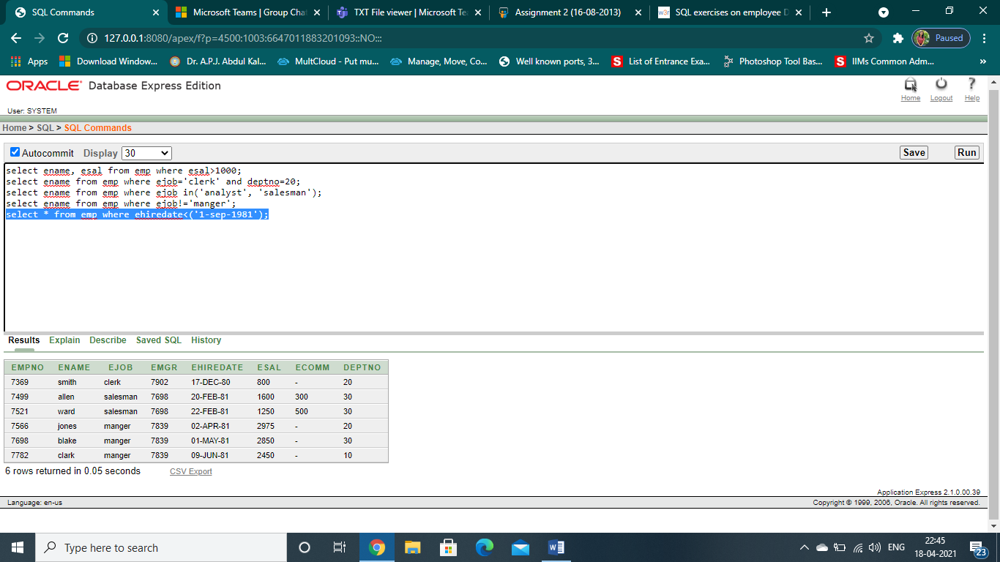 SQL Commands
Microsoft Teams | Group Cha
TXT File viewer | Microsoft Te
Assignment 2 (16-08-2013)
w3r SQL exercises on employee D
127.0.0.1:8080/apex/f?p=4500:1003:6647011883201093::NO:::
Paused
Apps Download Window... Dr. A.P.J. Abdul Kal... MultCloud - Put mu... Manage, Move, Co... Well known ports, 3... S List of Entrance Exa... Photoshop Tool Bas... S IIMs Common Adm... »
ORACLE Database Express Edition
Home Logout ? Help
User: SYSTEM
Home > SQL > SQL Commands
Autocommit Display 30 Save Run
select ename, esal from emp where esal>1000;
select ename from emp where ejob='clerk' and deptno=20;
select ename from emp where ejob in('analyst', 'salesman');
select ename from emp where ejob!='manger';
select * from emp where ehiredate<('1-sep-1981');
Results Explain Describe Saved SQL History
EMPNO ENAME EJOB EMGR EHIREDATE ESAL ECOMM DEPTNO
7369 smith clerk 7902 17-DEC-80 800 - 20
7499 allen salesman 7698 20-FEB-81 1600 300 30
7521 ward salesman 7698 22-FEB-81 1250 500 30
7566 jones manger 7839 02-APR-81 2975 - 20
7698 blake manger 7839 01-MAY-81 2850 - 30
7782 clark manger 7839 09-JUN-81 2450 - 10
6 rows returned in 0.05 seconds CSV Export
Application Express 2.1.0.00.39
Language: en-us Copyright © 1999, 2006, Oracle. All rights reserved.
Type here to search
W
ENG
22:45
18-04-2021
23